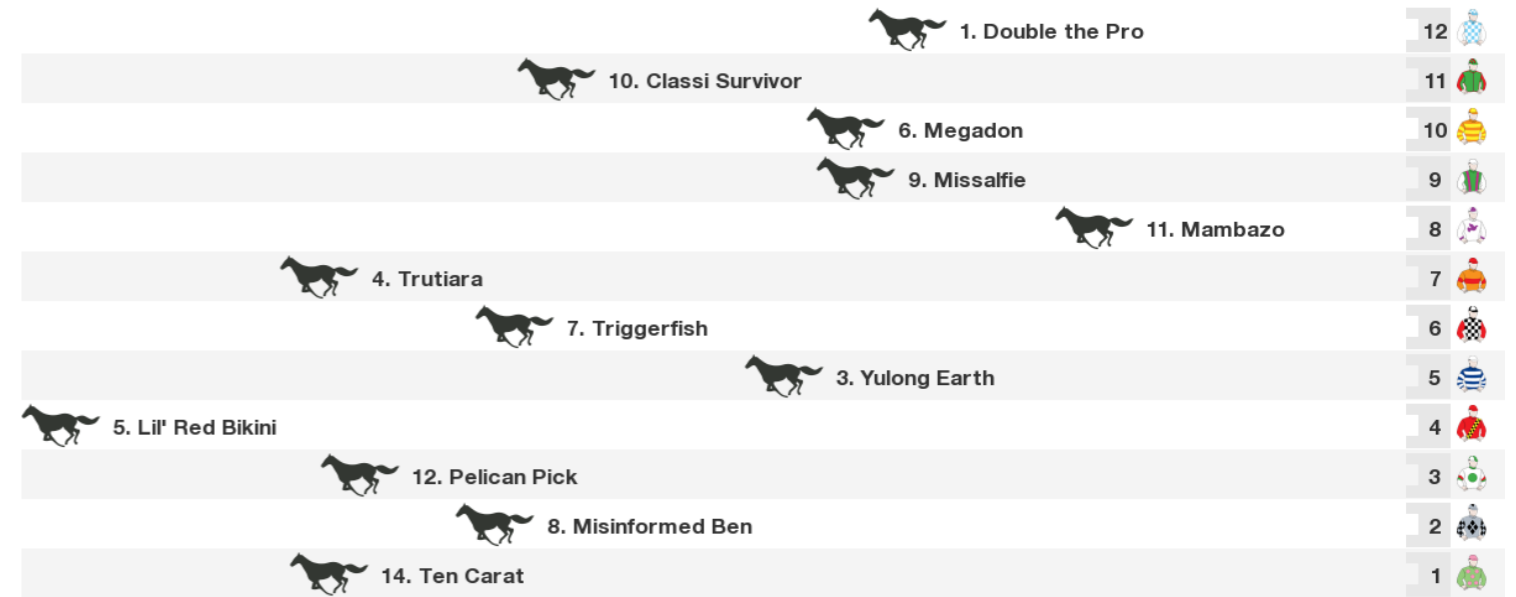 1. Double the Pro 12
10. Classi Survivor 11
6. Megadon 10
9. Missalfie 9
11. Mambazo 8
4. Trutiara 7
7. Triggerfish 6
3. Yulong Earth 5
5. Lil' Red Bikini 4
12. Pelican Pick 3
8. Misinformed Ben 2
14. Ten Carat 1